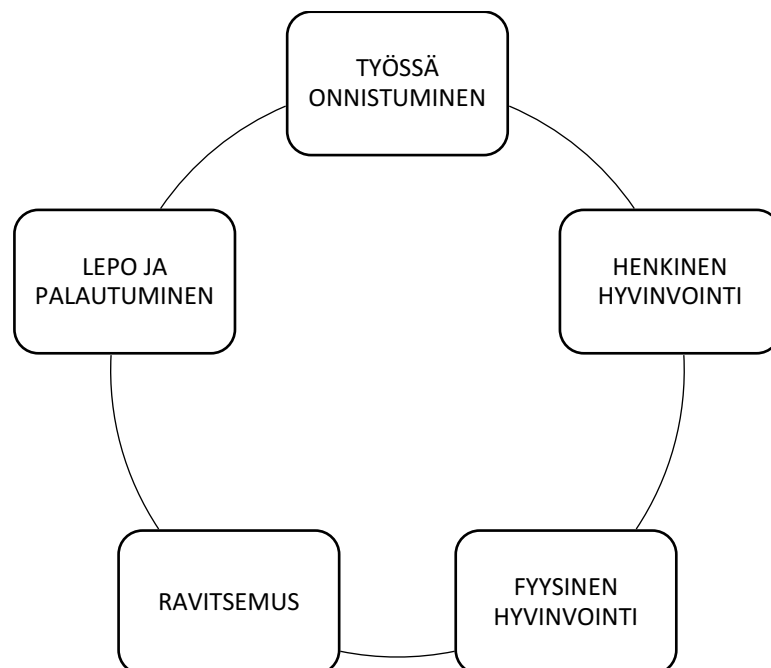 TYÖSSÄ
ONNISTUMINEN
LEPO JA
PALAUTUMINEN
HENKINEN
HYVINVOINTI
RAVITSEMUS
FYYSINEN
HYVINVOINTI